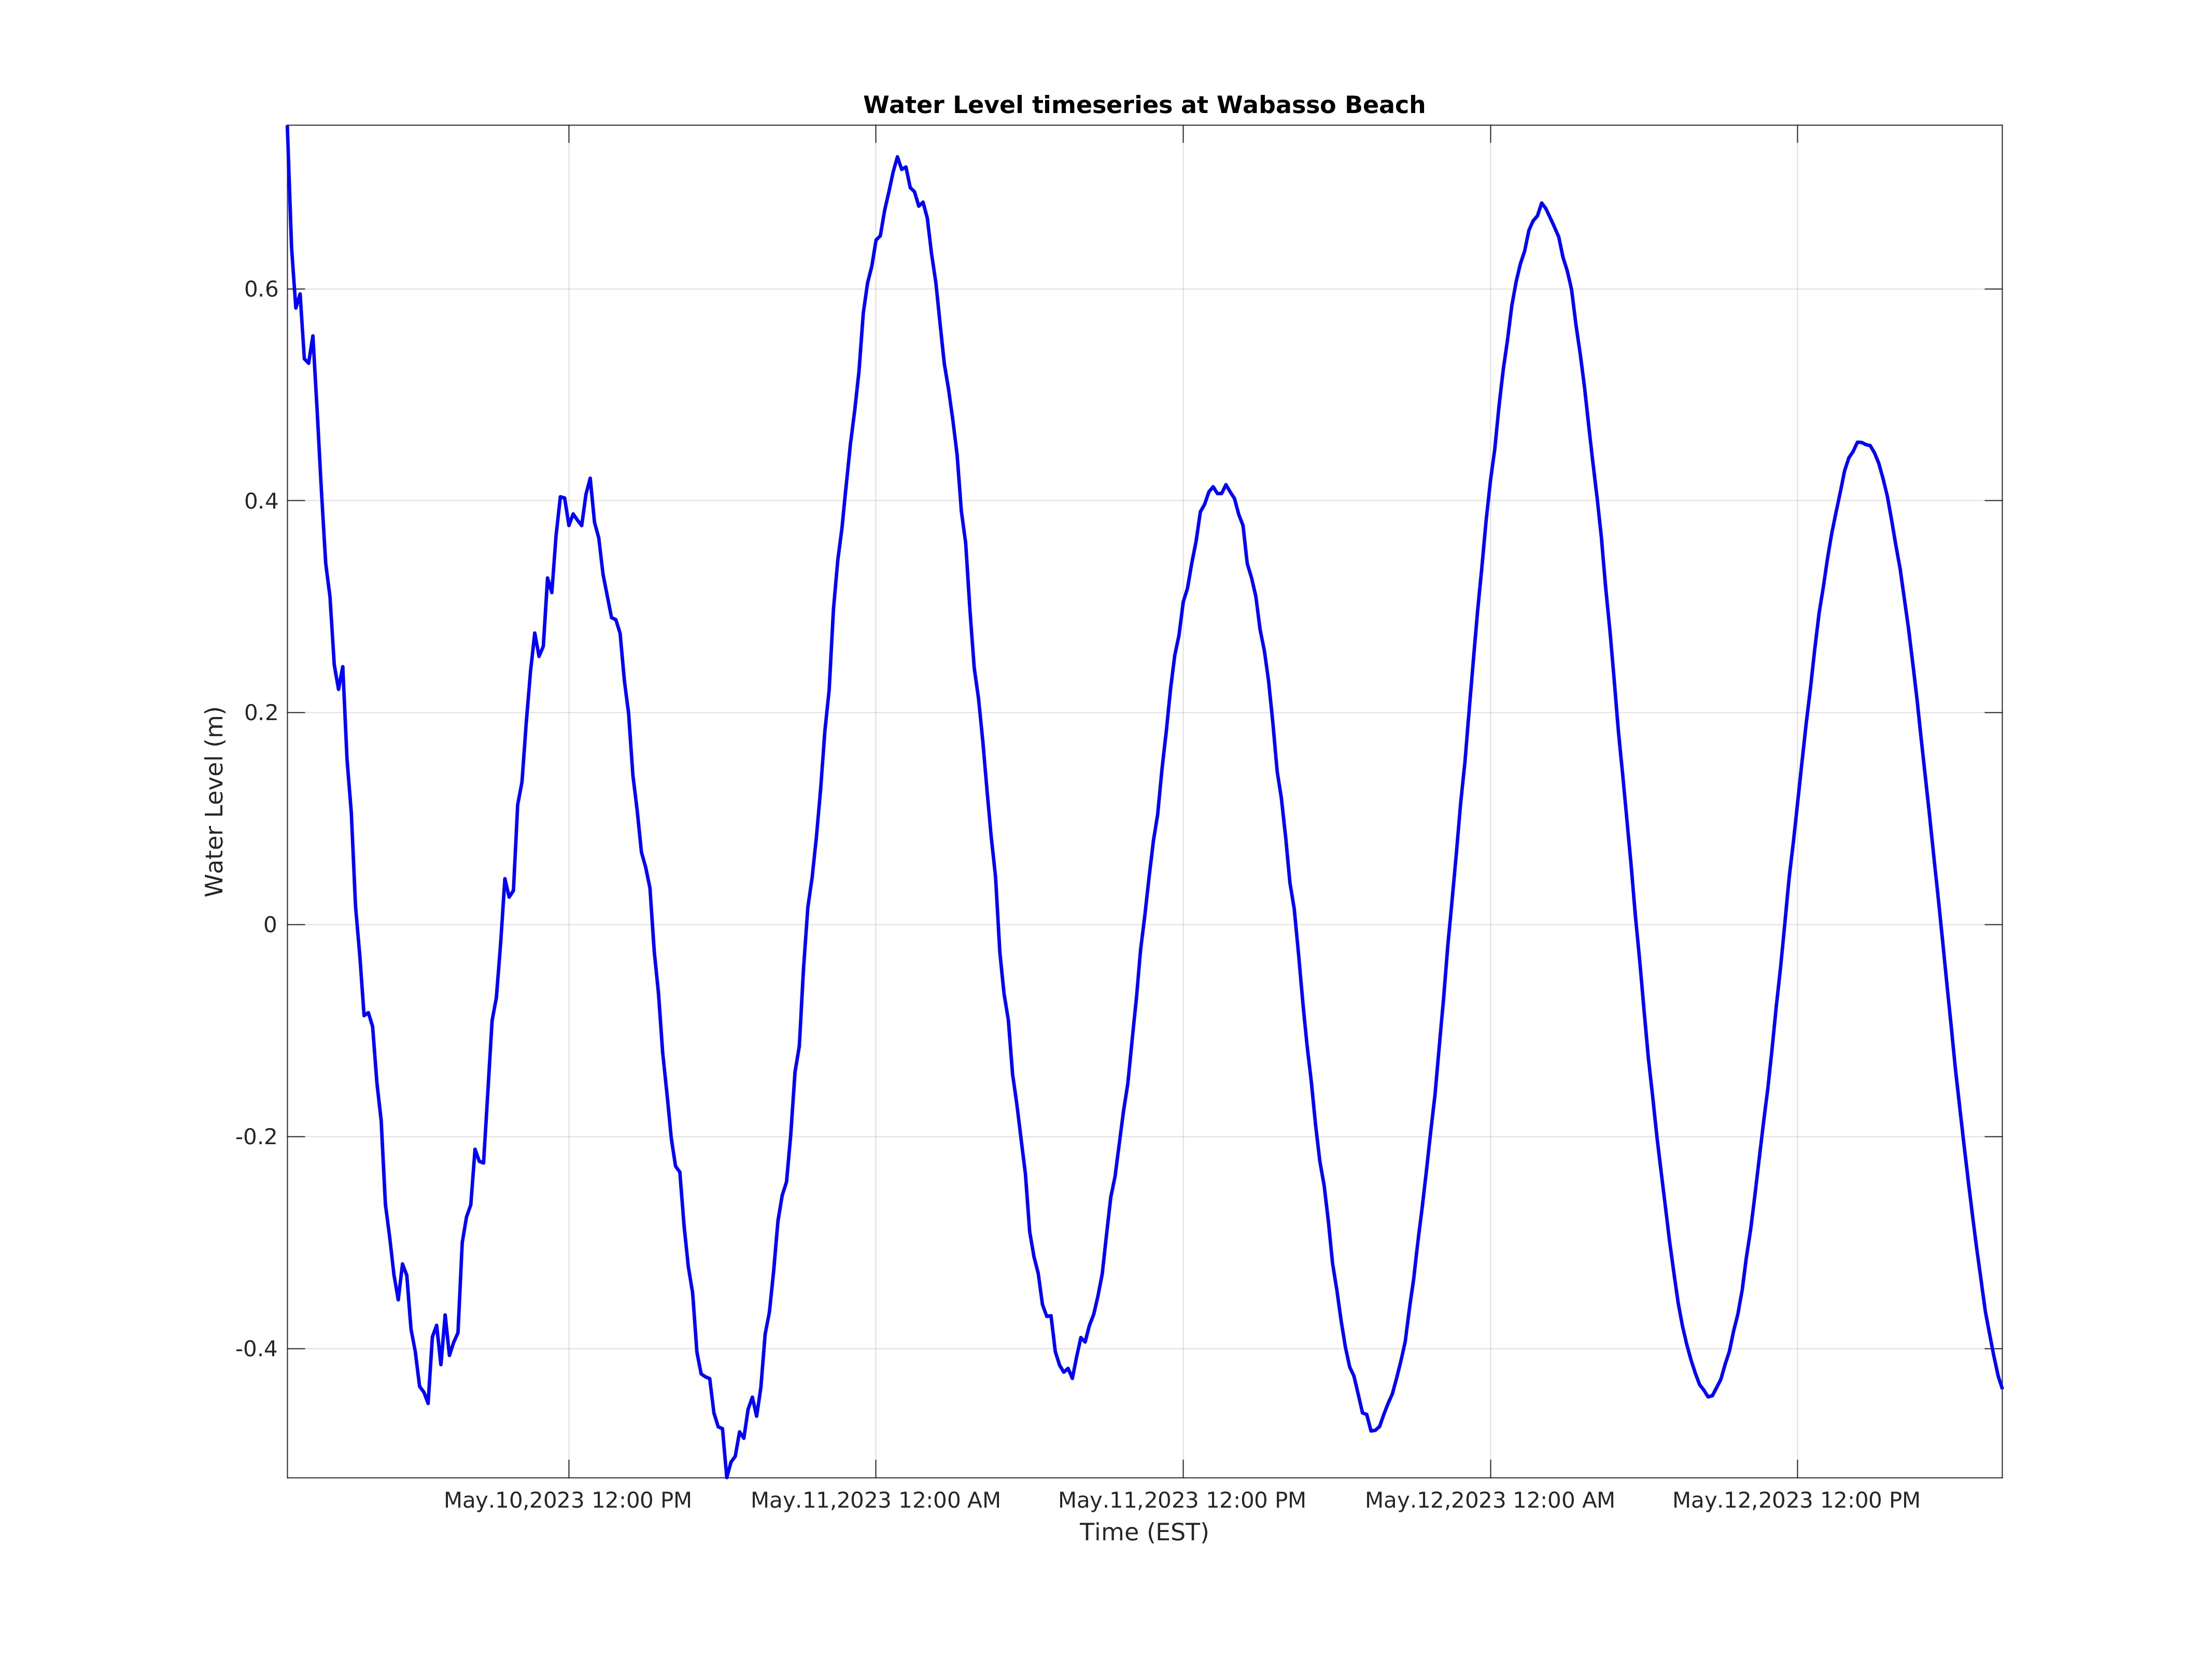 Water Level timeseries at Wabasso Beach
0.6
0.4
0.2
0
-0.2
-0.4
Water Level (m)
May.10,2023 12:00 PM May.11,2023 12:00 AM May.11,2023 12:00 PM May.12,2023 12:00 AM May.12,2023 12:00 PM
Time (EST)